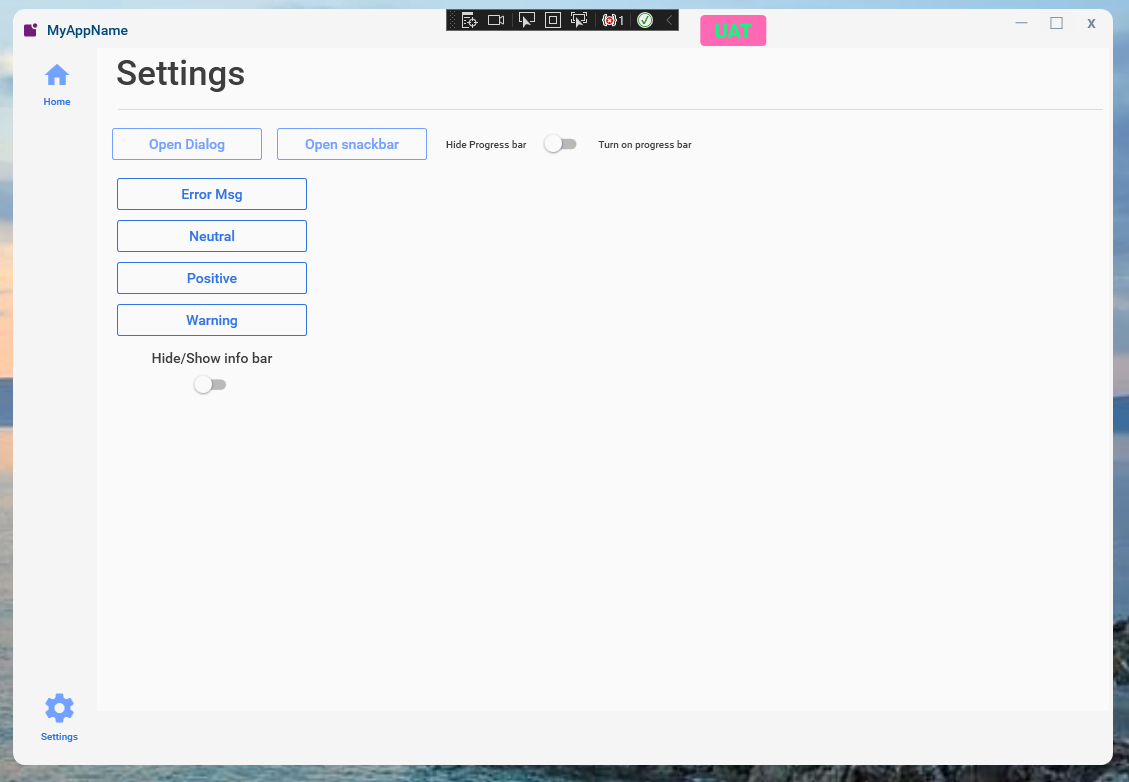 MyAppName
1
UAT
X
Settings
Home
Open Dialog
Open snackbar
Hide Progress bar
Turn on progress bar
Error Msg
Neutral
Positive
Warning
Hide/Show info bar
Settings